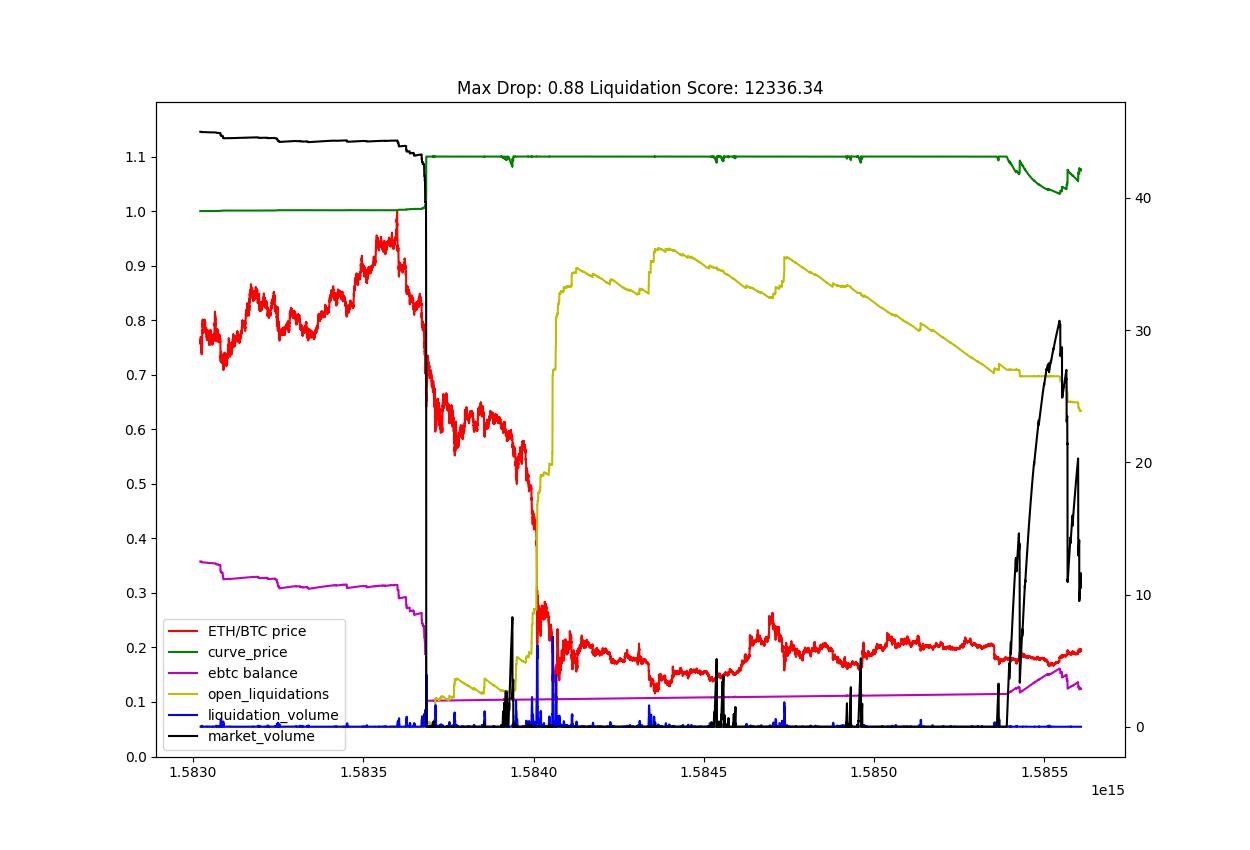 Max Drop: 0.88 Liquidation Score: 12336.34
1.1
1.0
0.9
0.8
0.7
0.6
0.5
0.4
0.3
0.2
0.1
0.0
40
30
20
10
0
ETH/BTC price
curve_price
ebtc balance
open_liquidations
liquidation_volume
market_volume
1.5830 1.5835 1.5840 1.5845 1.5850 1.5855
1e15